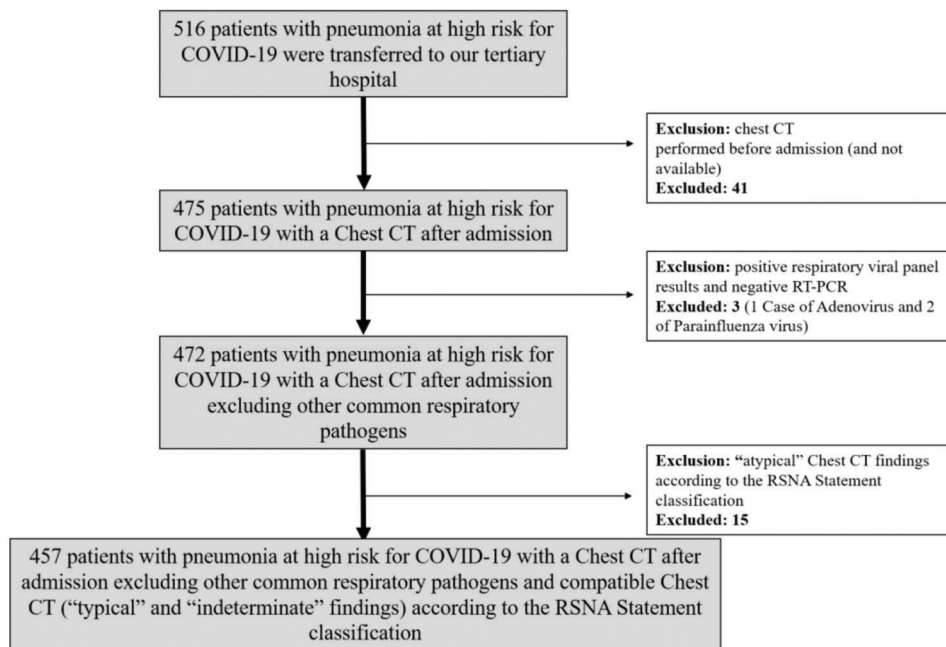 516 patients with pneumonia at high risk for
COVID-19 were transferred to our tertiary
hospital
Exclusion: chest CT
performed before admission (and not
available)
Excluded: 41
475 patients with pneumonia at high risk for
COVID-19 with a Chest CT after admission
Exclusion: positive respiratory viral panel
results and negative RT-PCR
Excluded: 3 (1 Case of Adenovirus and 2
of Parainfluenza virus)
472 patients with pneumonia at high risk for
COVID-19 with a Chest CT after admission
excluding other common respiratory
pathogens
Exclusion: “atypical” Chest CT findings
according to the RSNA Statement
classification
Excluded: 15
457 patients with pneumonia at high risk for COVID-19 with a Chest CT after
admission excluding other common respiratory pathogens and compatible Chest
CT (“typical” and “indeterminate” findings) according to the RSNA Statement
classification